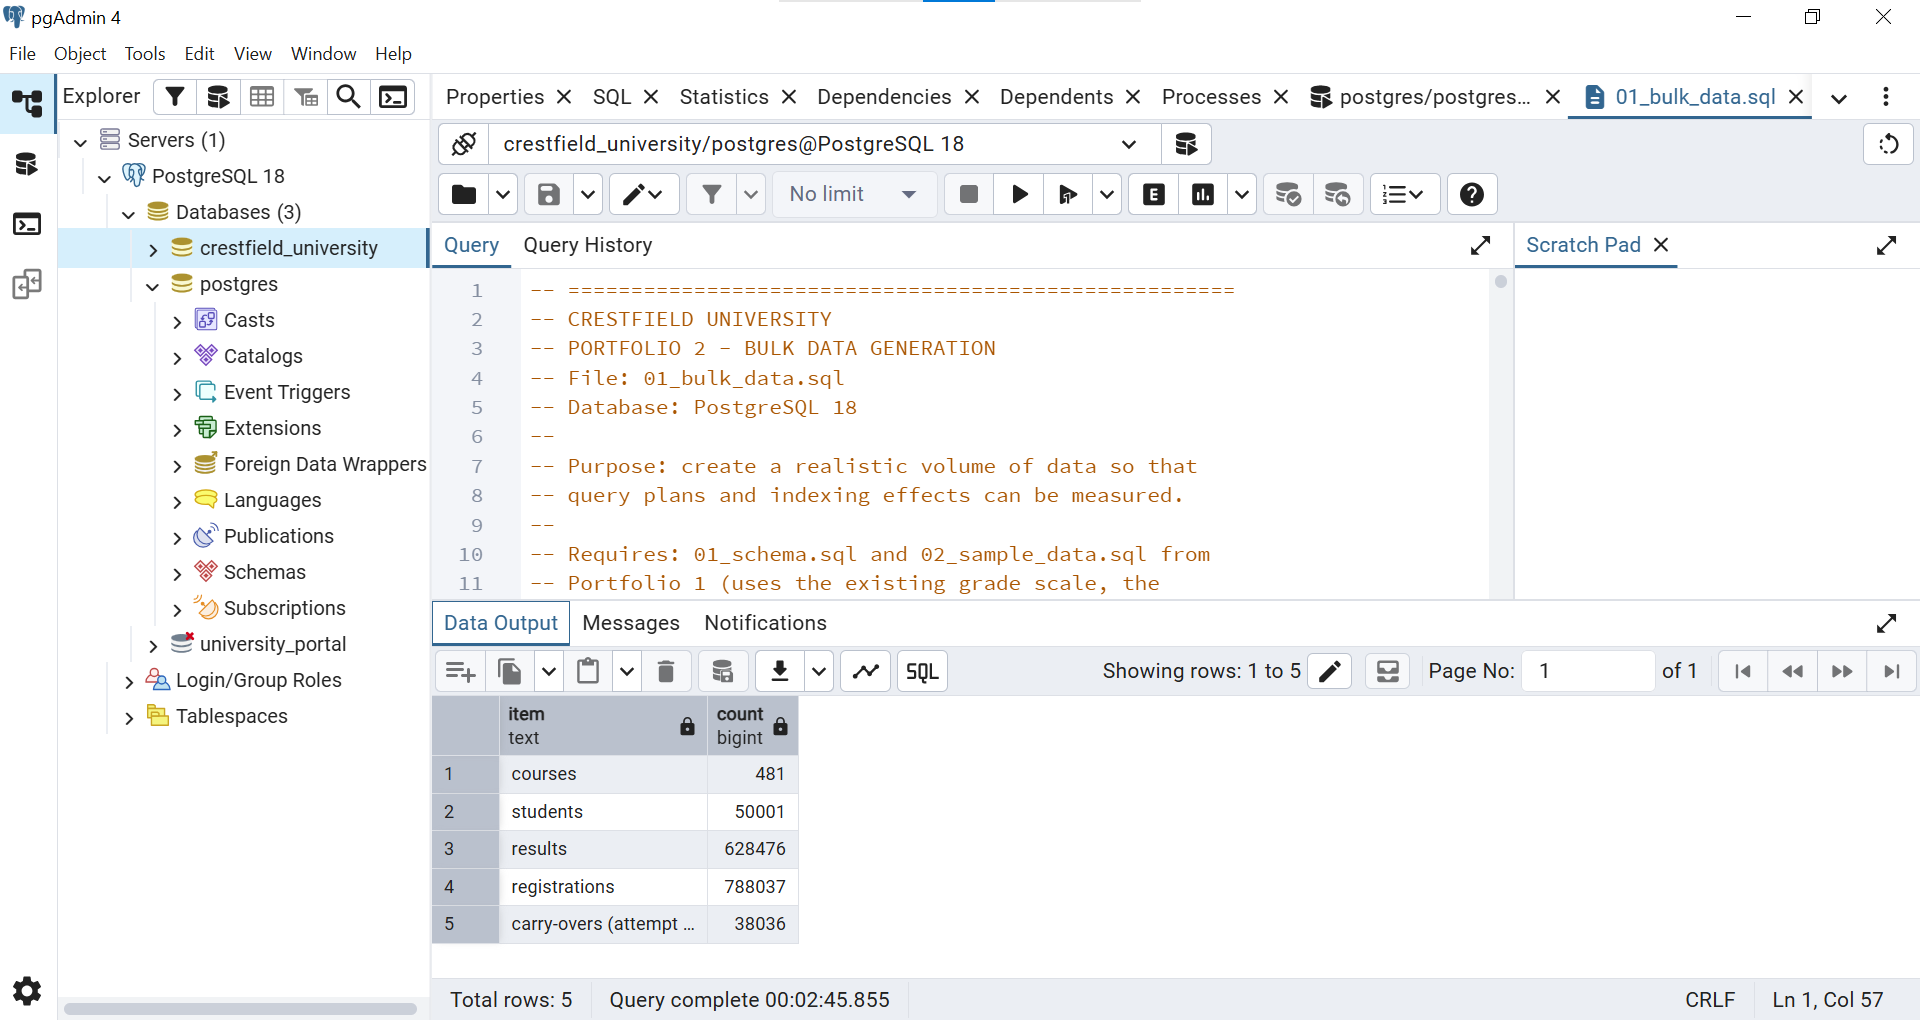 pgAdmin 4
File Object Tools Edit View Window Help
Explorer
Properties SQL Statistics Dependencies Dependents Processes postgres/postgres... 01_bulk_data.sql
Servers (1)
PostgreSQL 18
Databases (3)
crestfield_university
postgres
Casts
Catalogs
Event Triggers
Extensions
Foreign Data Wrappers
Languages
Publications
Schemas
Subscriptions
university_portal
Login/Group Roles
Tablespaces
crestfield_university/postgres@PostgreSQL 18
No limit
E
Query Query History
Scratch Pad
1 -- =====================================================
2 -- CRESTFIELD UNIVERSITY
3 -- PORTFOLIO 2 - BULK DATA GENERATION
4 -- File: 01_bulk_data.sql
5 -- Database: PostgreSQL 18
6 --
7 -- Purpose: create a realistic volume of data so that
8 -- query plans and indexing effects can be measured.
9 --
10 -- Requires: 01_schema.sql and 02_sample_data.sql from
11 -- Portfolio 1 (uses the existing grade scale, the
Data Output Messages Notifications
SQL
Showing rows: 1 to 5
Page No: 1 of 1
item count
text bigint
1 courses 481
2 students 50001
3 results 628476
4 registrations 788037
5 carry-overs (attempt ... 38036
Total rows: 5 Query complete 00:02:45.855 CRLF Ln 1, Col 57